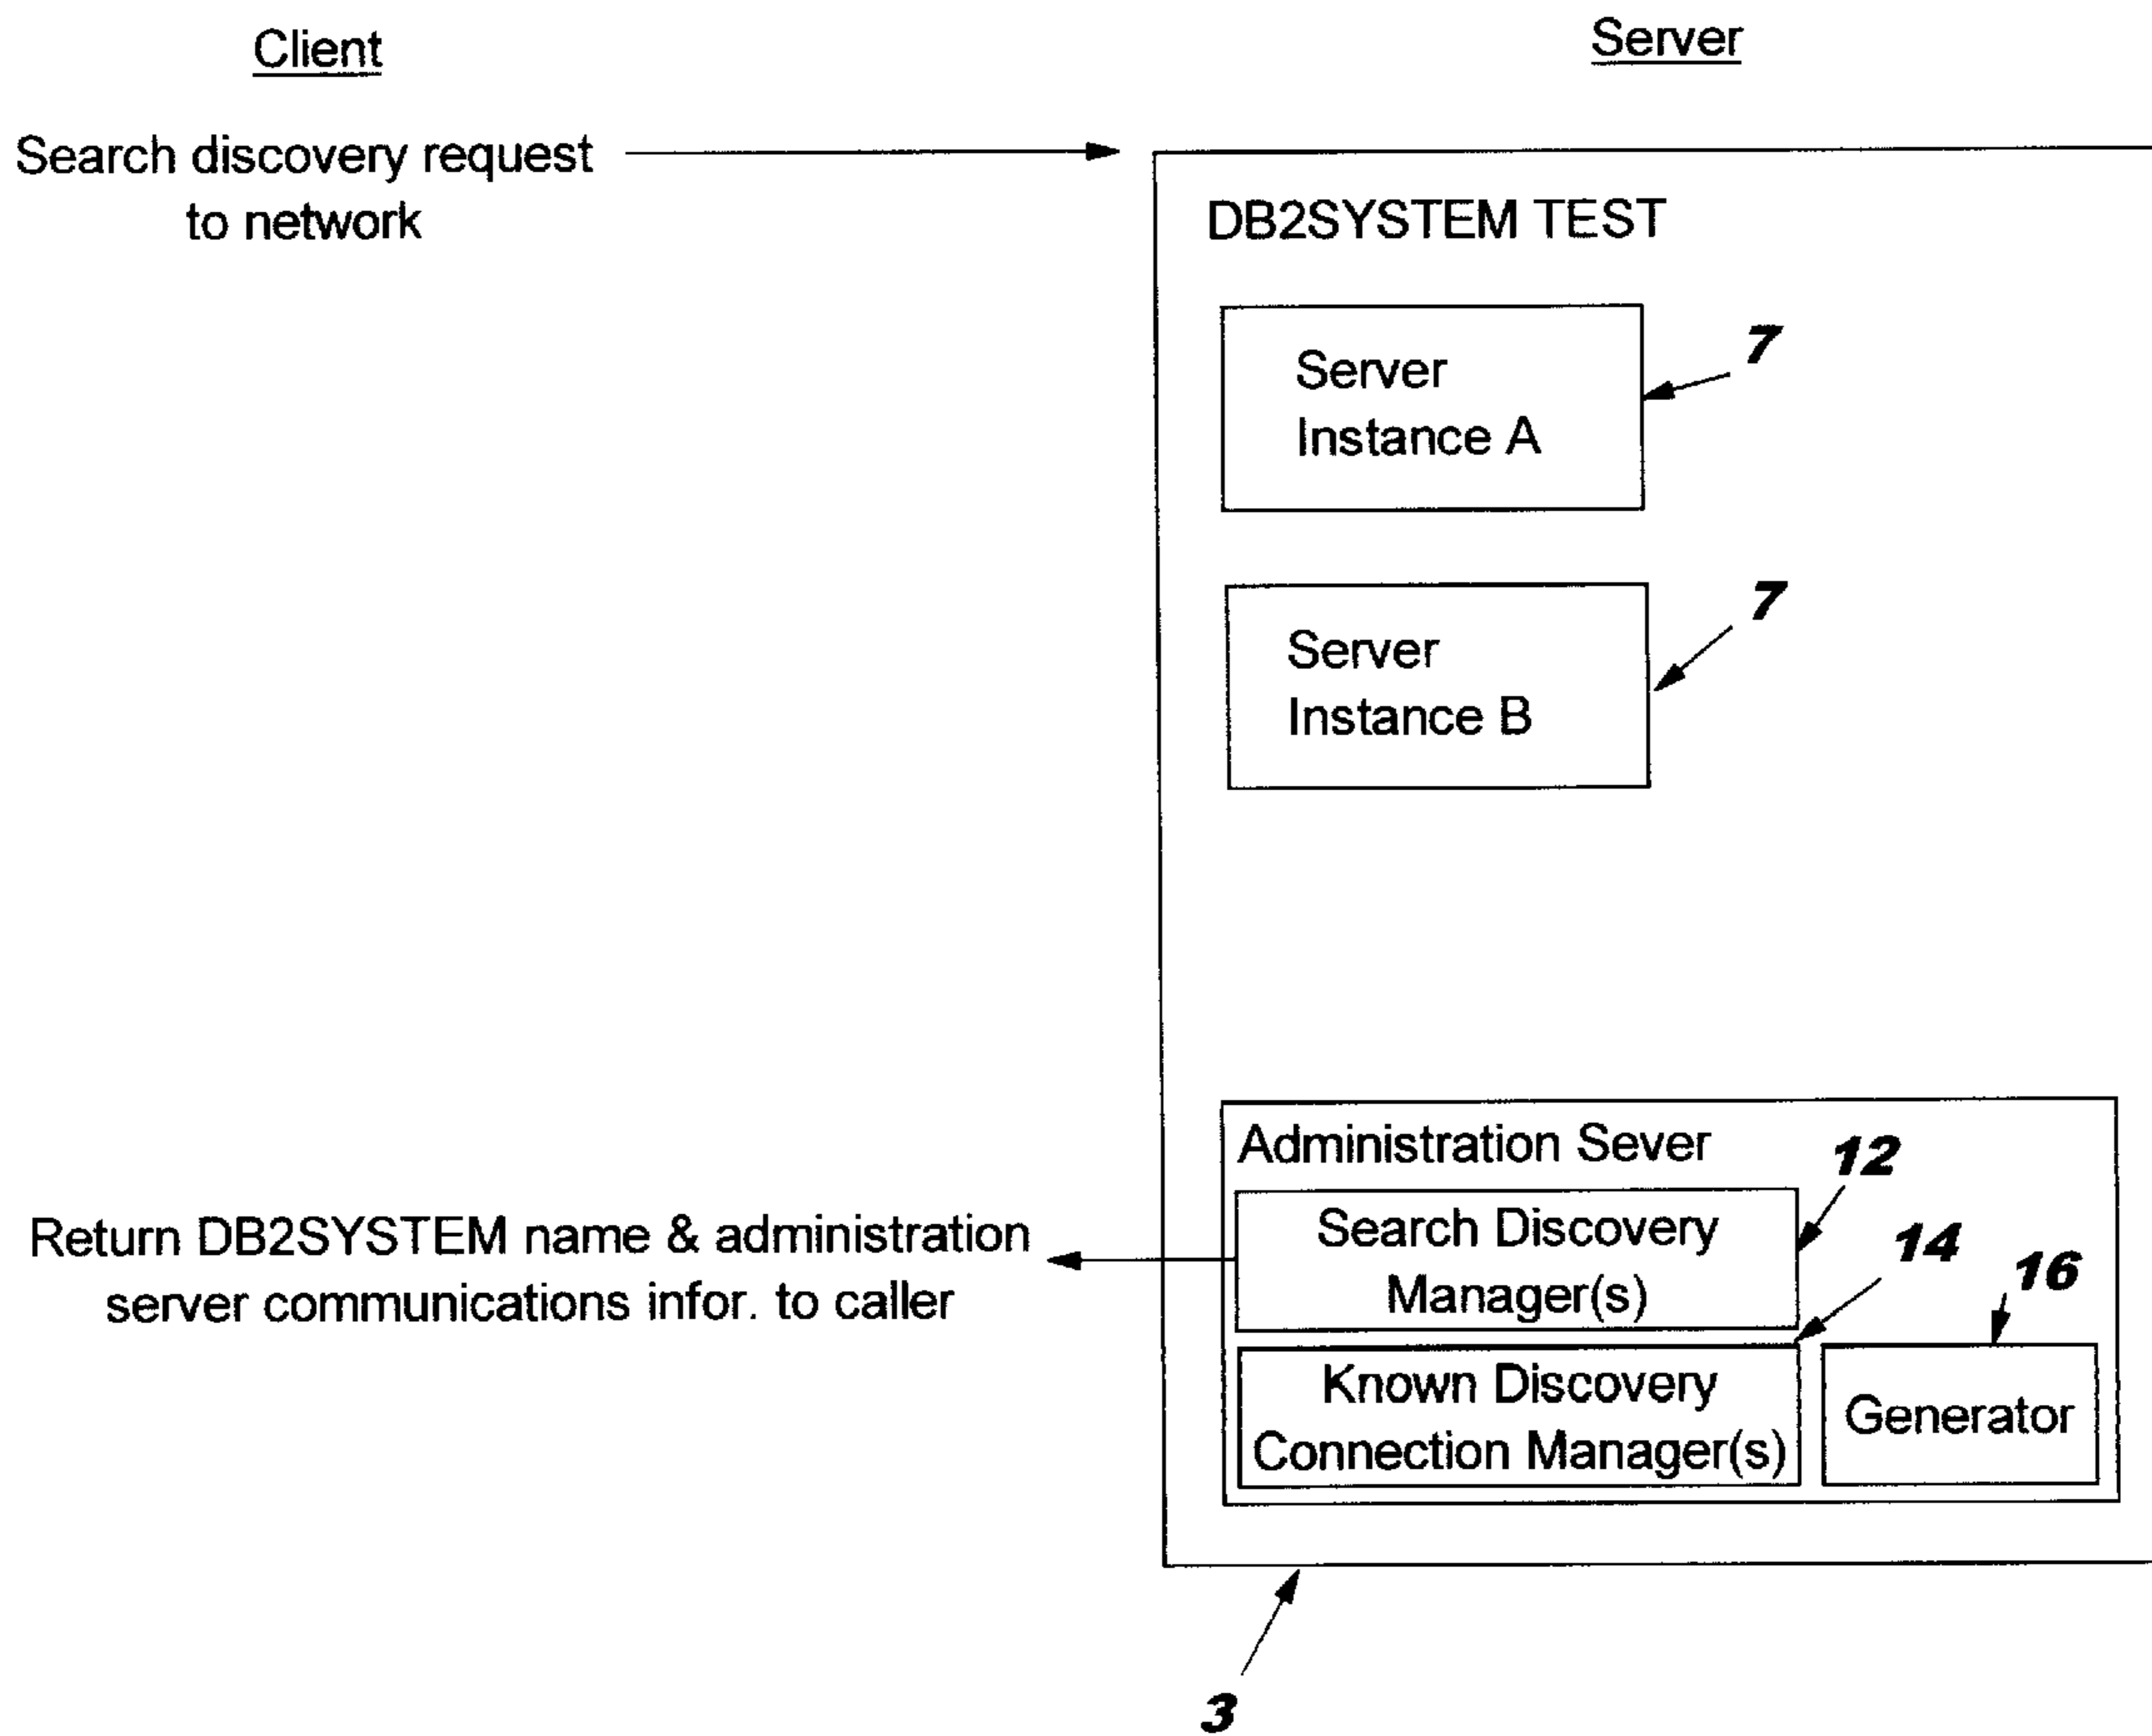 Client
Server
Search discovery request
to network
DB2SYSTEM TEST
Server
Instance A
7
Server
Instance B
7
Administration Sever
12
Search Discovery
Manager(s)
14
16
Return DB2SYSTEM name & administration
server communications infor. to caller
Known Discovery
Connection Manager(s)
Generator
3